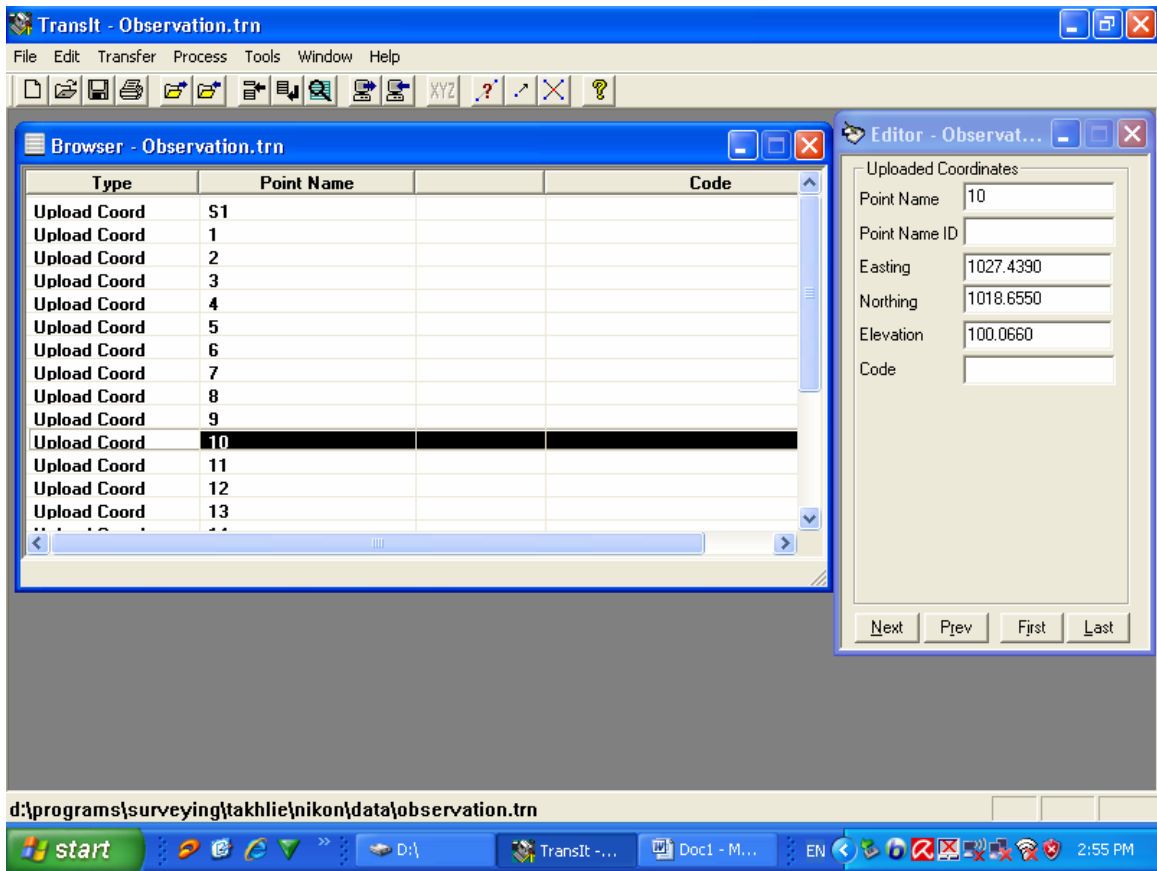 TransIt - Observation.trn
File Edit Transfer Process Tools Window Help
XYZ
Browser - Observation.trn
Type Point Name Code
Upload Coord S1
Upload Coord 1
Upload Coord 2
Upload Coord 3
Upload Coord 4
Upload Coord 5
Upload Coord 6
Upload Coord 7
Upload Coord 8
Upload Coord 9
Upload Coord 10
Upload Coord 11
Upload Coord 12
Upload Coord 13
Editor - Observat...
Uploaded Coordinates
Point Name 10
Point Name ID
Easting 1027.4390
Northing 1018.6550
Elevation 100.0660
Code
Next Prev First Last
d:\programs\surveying\takhlie\nikon\data\observation.trn
start D:\ TransIt -... Doc1 - M... EN 2:55 PM